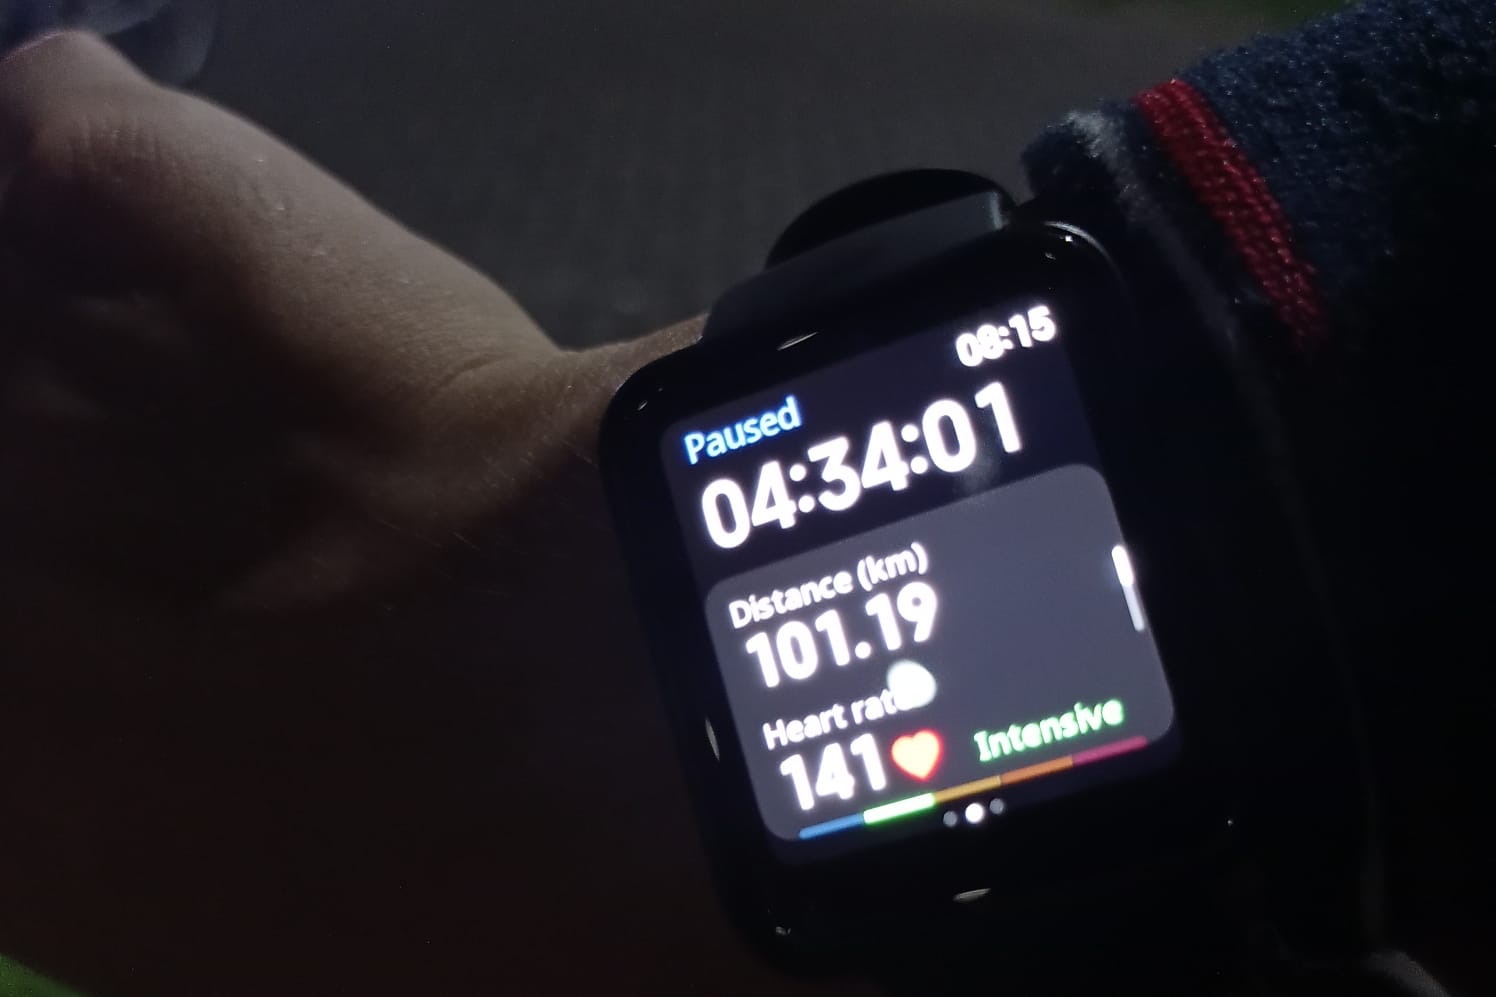 08:15
Paused
04:34:01
Distance (km)
101.19
Heart rate
141 Intensive